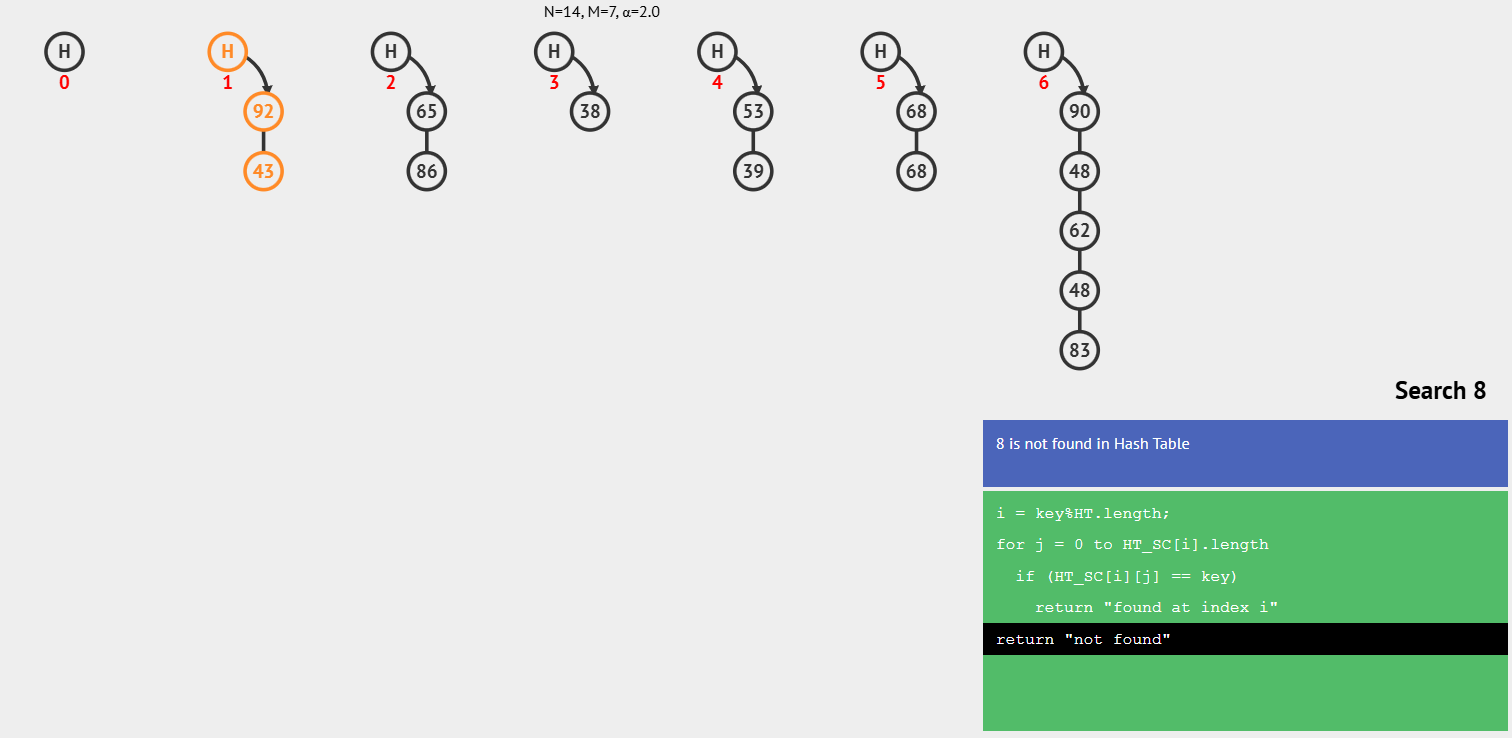 N=14, M=7, α=2.0
H H H H H H H
0 1 2 3 4 5 6
92 65 38 53 68 90
43 86 39 68 48
62
48
83
Search 8
8 is not found in Hash Table
i = key%HT.length;
for j = 0 to HT_SC[i].length
if (HT_SC[i][j] == key)
return "found at index i"
return "not found"